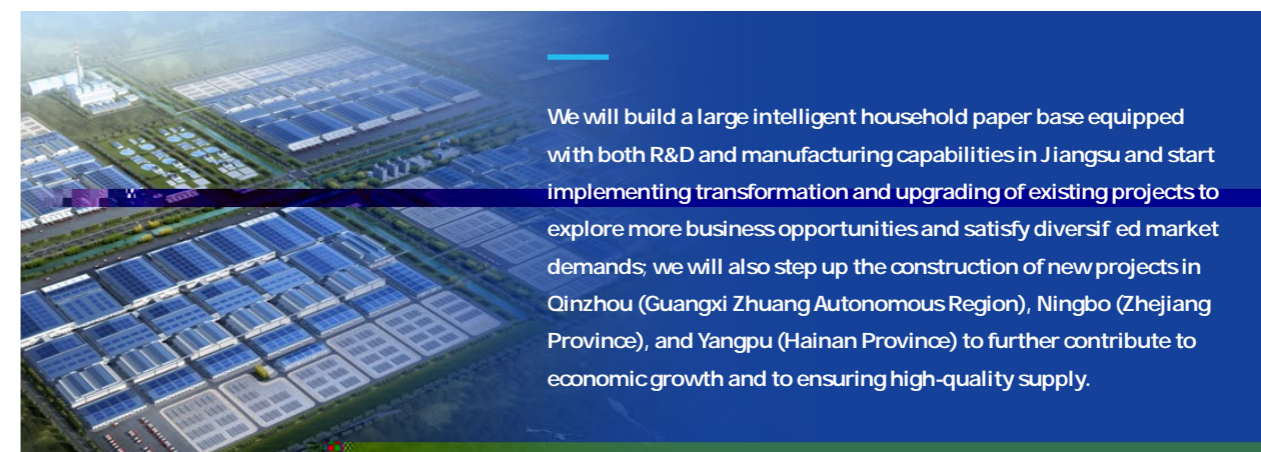 We will build a large intelligent household paper base equipped
with both R&D and manufacturing capabilities in Jiangsu and start
implementing transformation and upgrading of existing projects to
explore more business opportunities and satisfy diversif ed market
demands; we will also step up the construction of new projects in
Qinzhou (Guangxi Zhuang Autonomous Region), Ningbo (Zhejiang
Province), and Yangpu (Hainan Province) to further contribute to
economic growth and to ensuring high-quality supply.